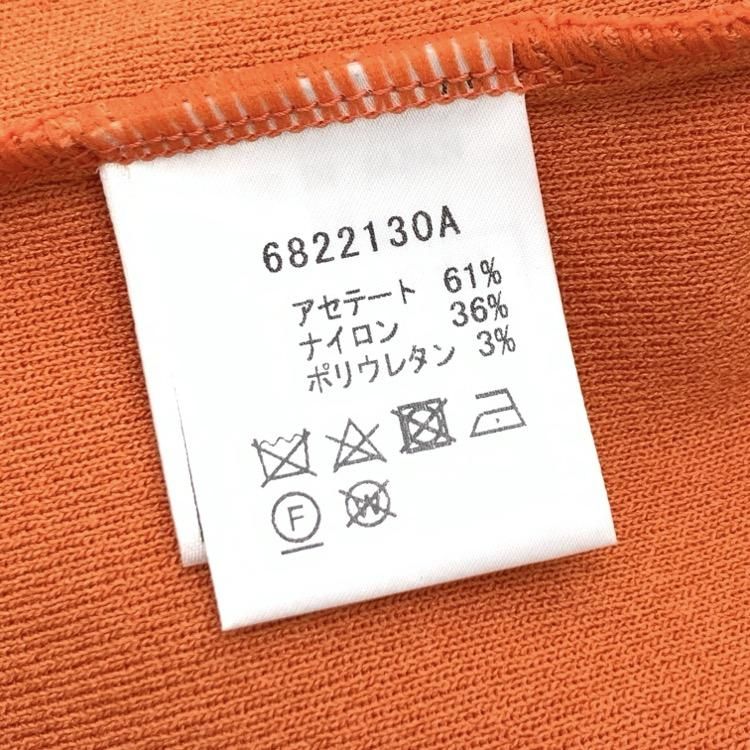 6822130A
アセテート 61%
ナイロン 36%
ポリウレタン 3%
F
W